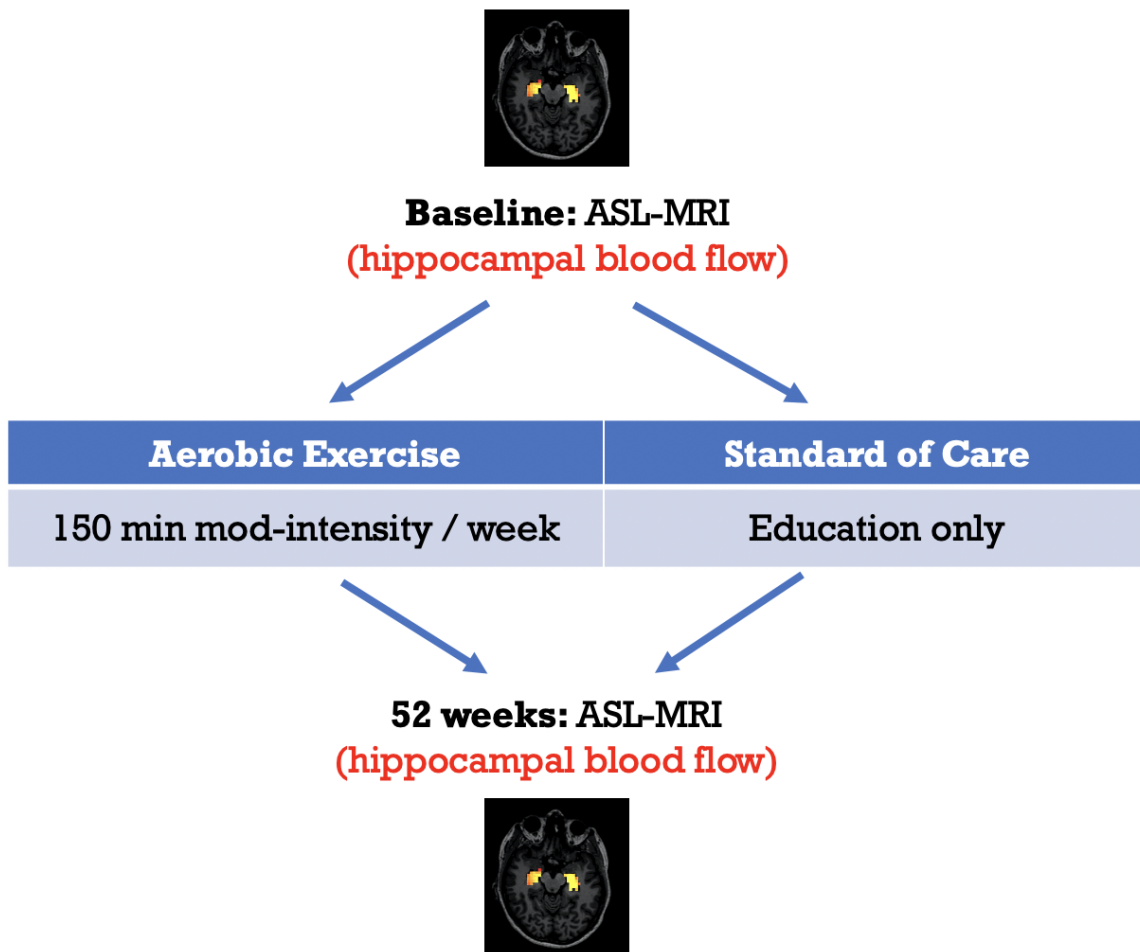 Baseline: ASL-MRI
(hippocampal blood flow)
Aerobic Exercise
Standard of Care
150 min mod-intensity / week
Education only
52 weeks: ASL-MRI
(hippocampal blood flow)